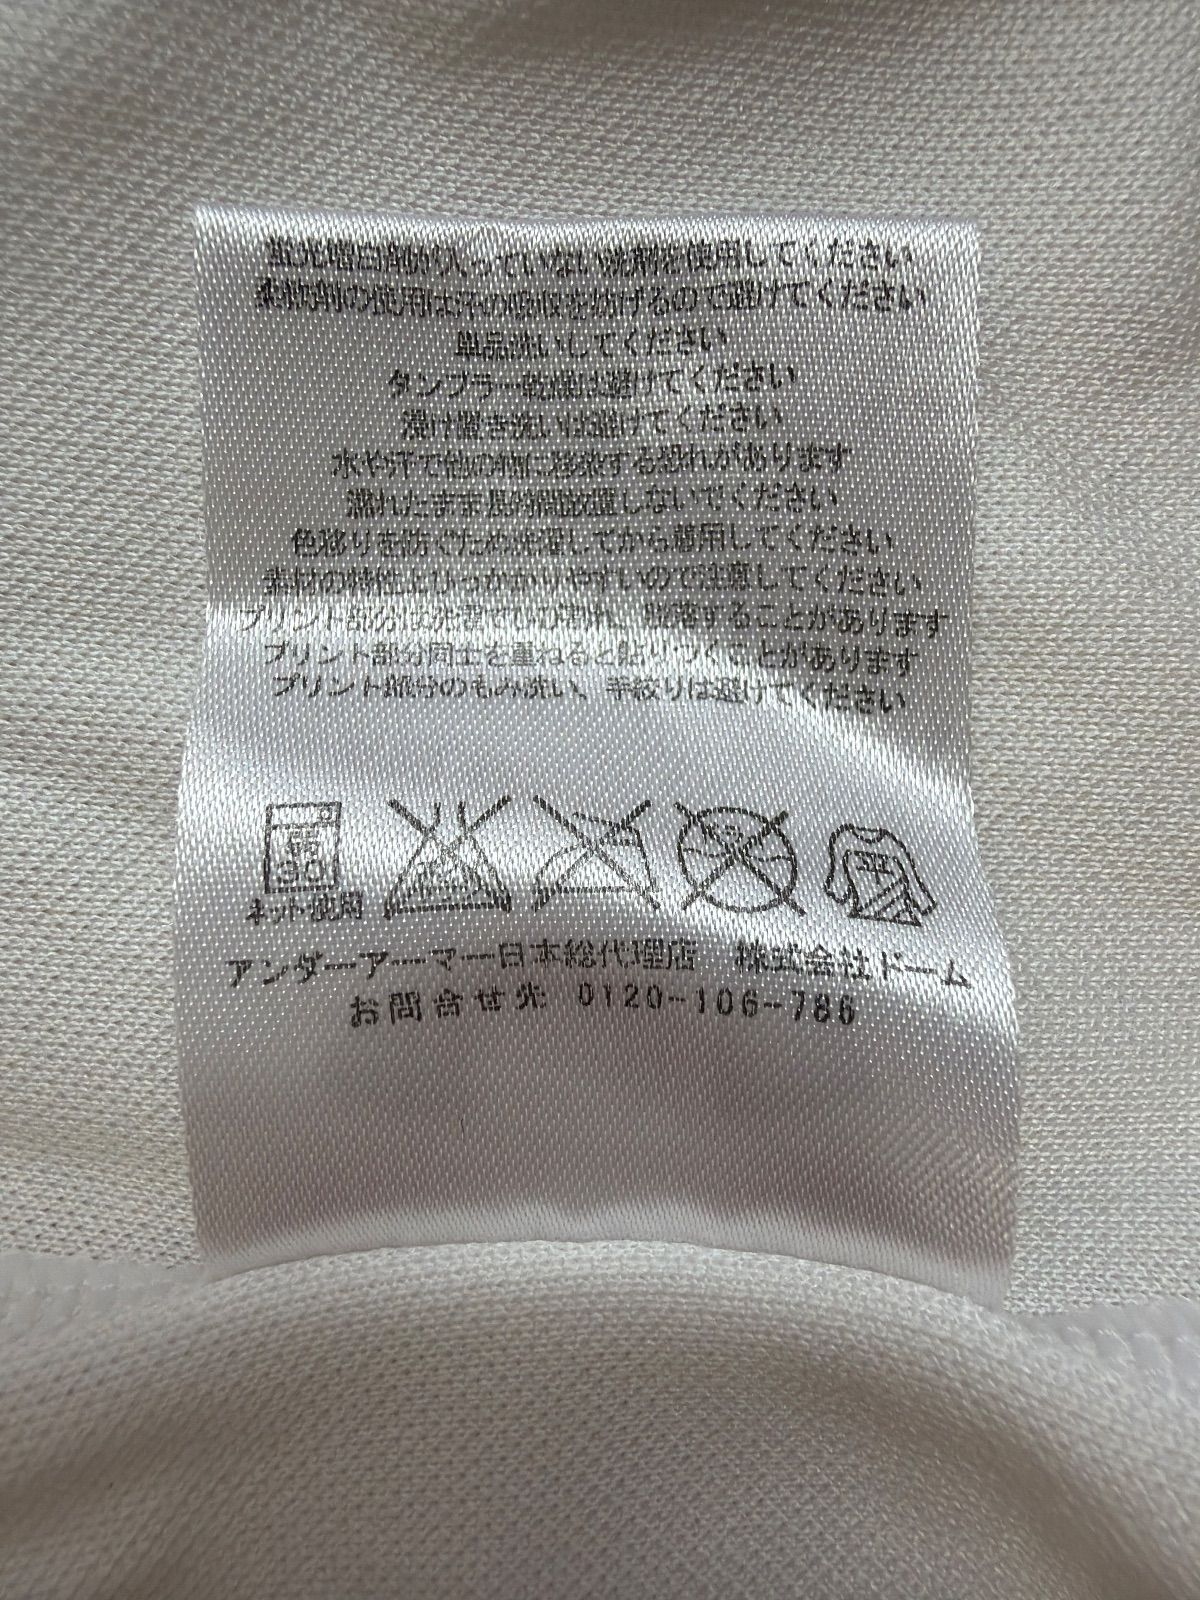 蛍光増白剤が入っていない洗剤を使用してください
柔軟剤の使用は汗の吸収を妨げるので避けてください
単品洗いしてください
タンブラー乾燥は避けてください
浸け置き洗いは避けてください
水や汗で他の物に移染する恐れがあります
濡れたまま長時間放置しないでください
色移りを防ぐため洗濯してから着用してください
素材の特性上ひっかかりやすいので注意してください
プリント部分は洗濯でひび割れ、脱落することがあります
プリント部分同士を重ねると貼りつくことがあります
プリント部分のもみ洗い、手絞りは避けてください
30
ネット使用
アンダーアーマー日本総代理店 株式会社ドーム
お問合せ先 0120-106-786